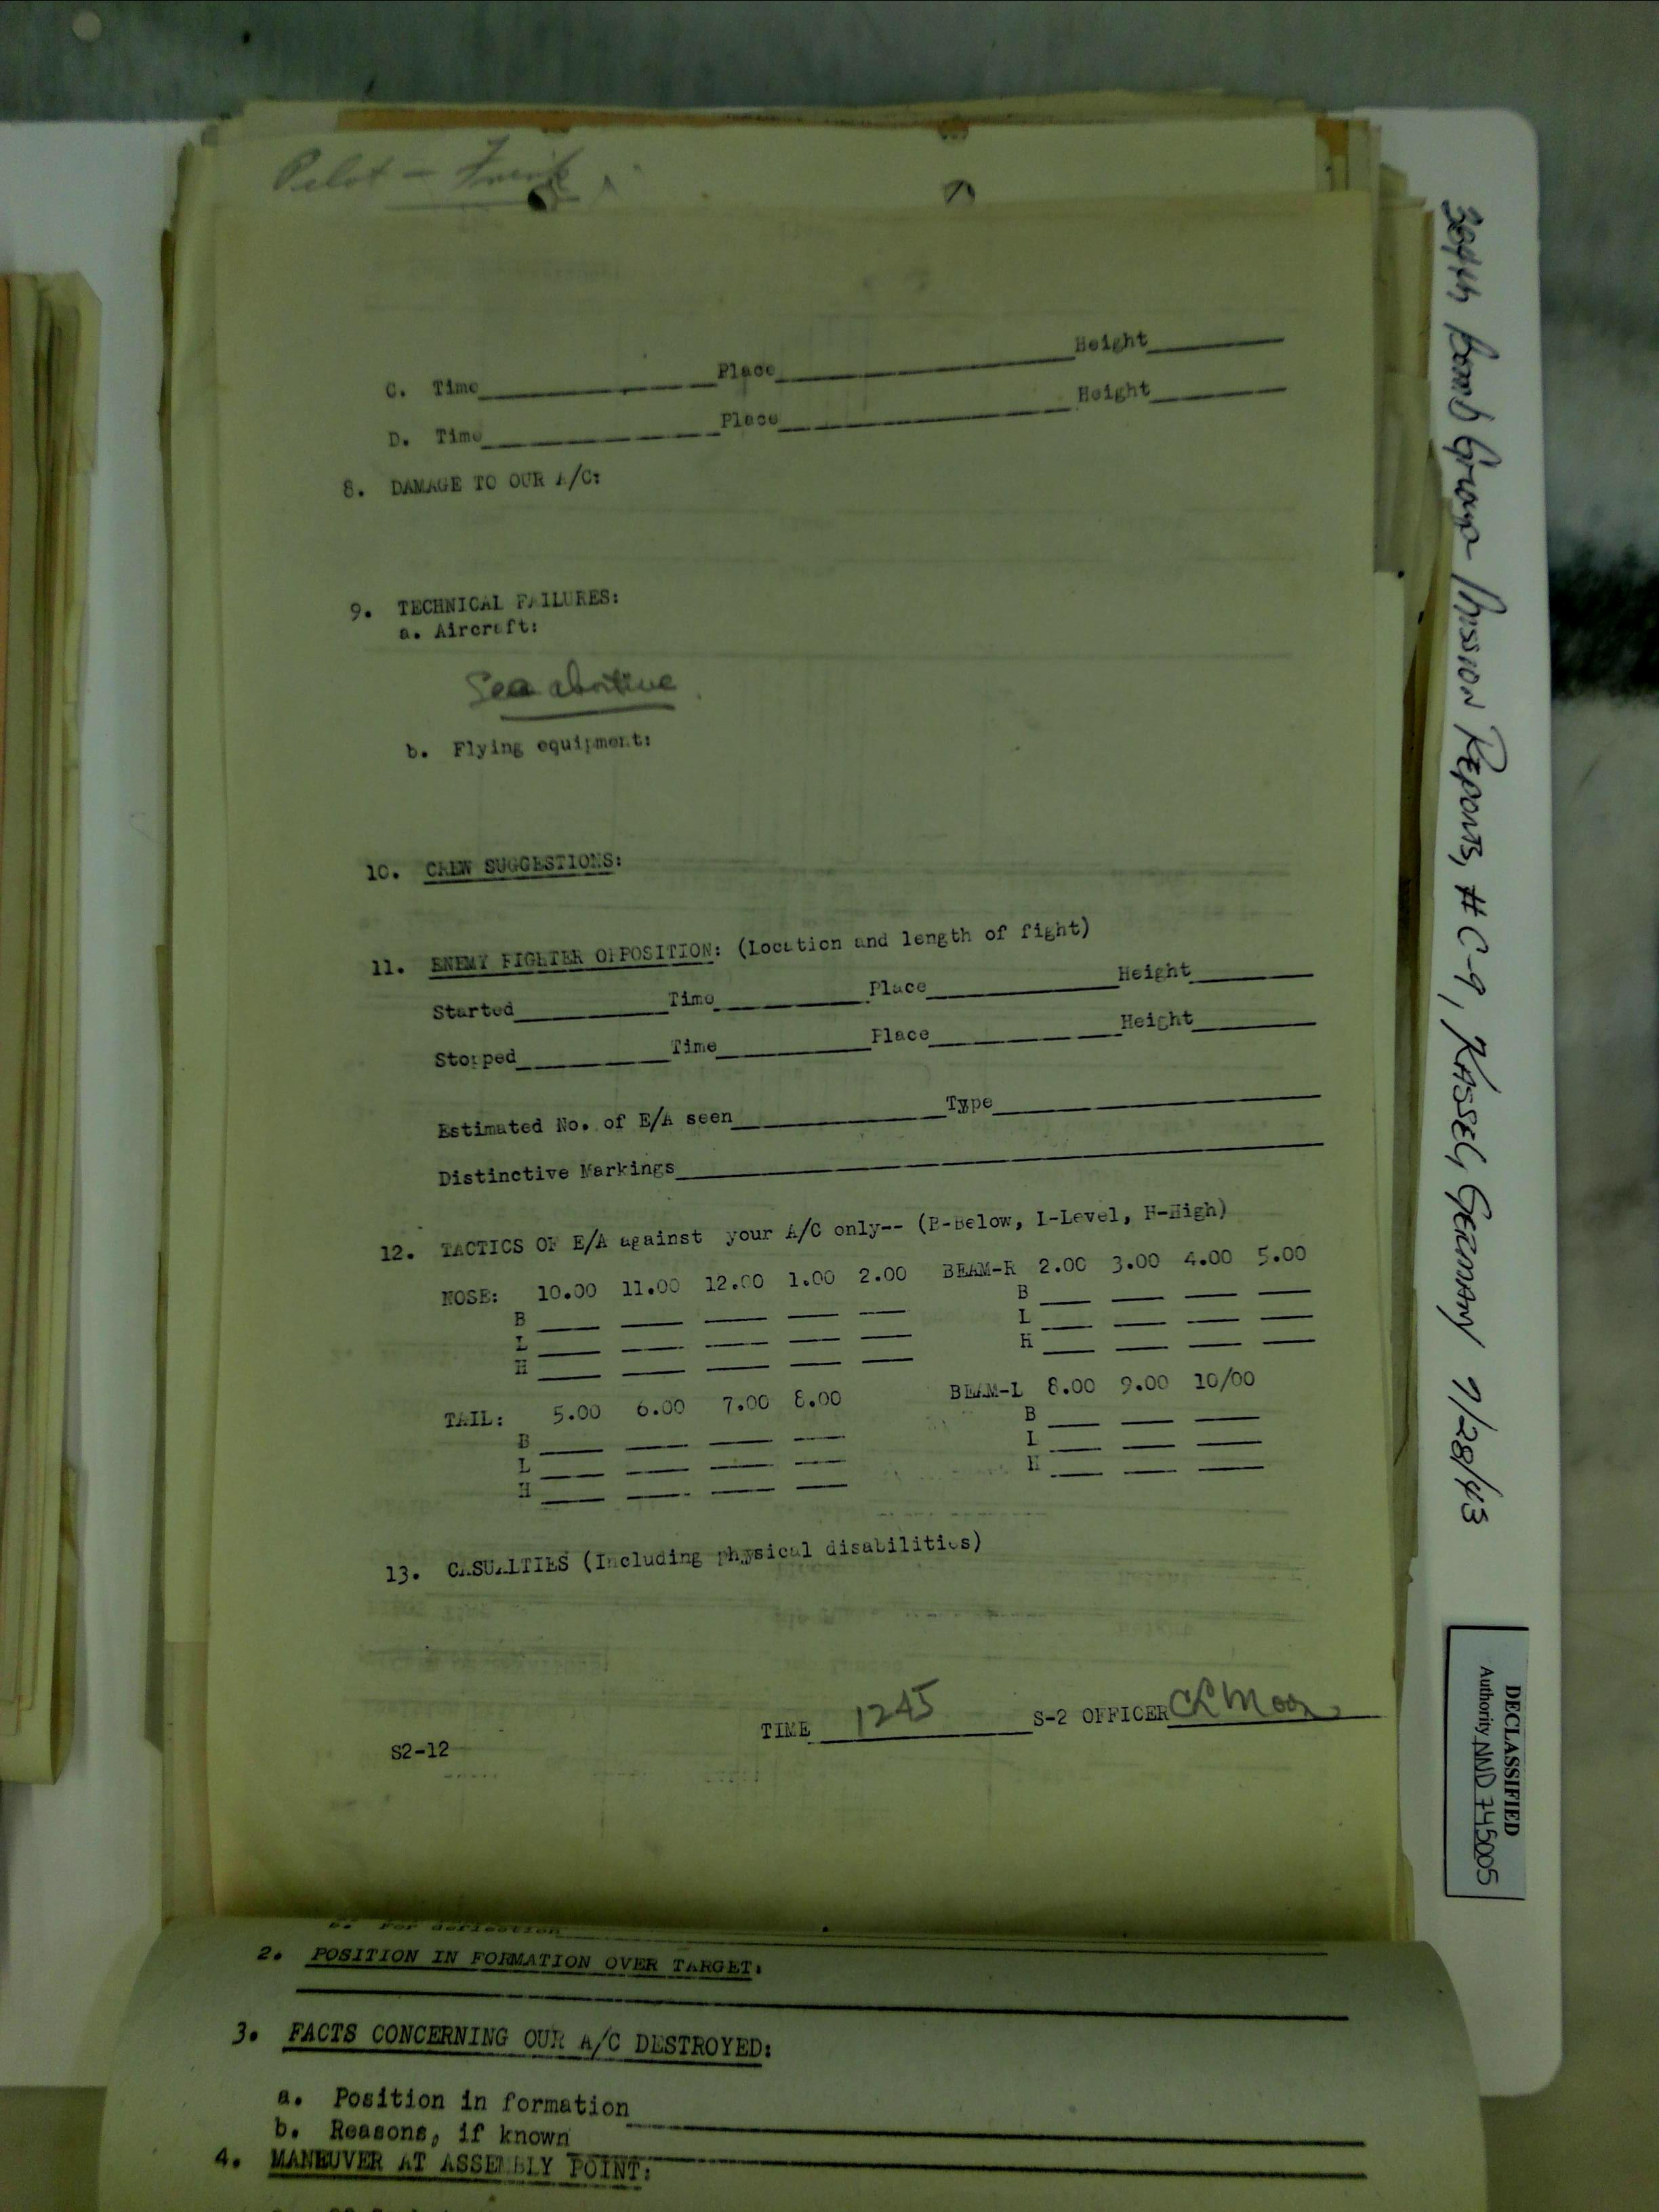 Pilot -
C. Time Place Height
D. Time Place Height
8. DAMAGE TO OUR A/C:
9. TECHNICAL FAILURES:
a. Aircraft:
See abortive
b. Flying equipment:
10. CREW SUGGESTIONS:
11. ENEMY FIGHTER OPPOSITION: (Location and length of fight)
Started Time Place Height
Stopped Time Place Height
Estimated No. of E/A seen Type
Distinctive Markings
12. TACTICS OF E/A against your A/C only-- (B-Below, L-Level, H-High)
NOSE: 10.00 11.00 12.00 1.00 2.00 BEAM-R 2.00 3.00 4.00 5.00
B B
L L
H H
TAIL: 5.00 6.00 7.00 8.00 BEAM-L 8.00 9.00 10/00
B B
L L
H H
13. CASUALTIES (Including physical disabilities)
TIME 1245 S-2 OFFICER
S2-12
For deflection
2. POSITION IN FORMATION OVER TARGET:
3. FACTS CONCERNING OUR A/C DESTROYED:
a. Position in formation
b. Reasons, if known
4. MANEUVER AT ASSEMBLY POINT:
384th Bomb Group Mission Reports, #C-9, KASSEL, GERMANY 7/28/43
DECLASSIFIED
Authority NND 745005